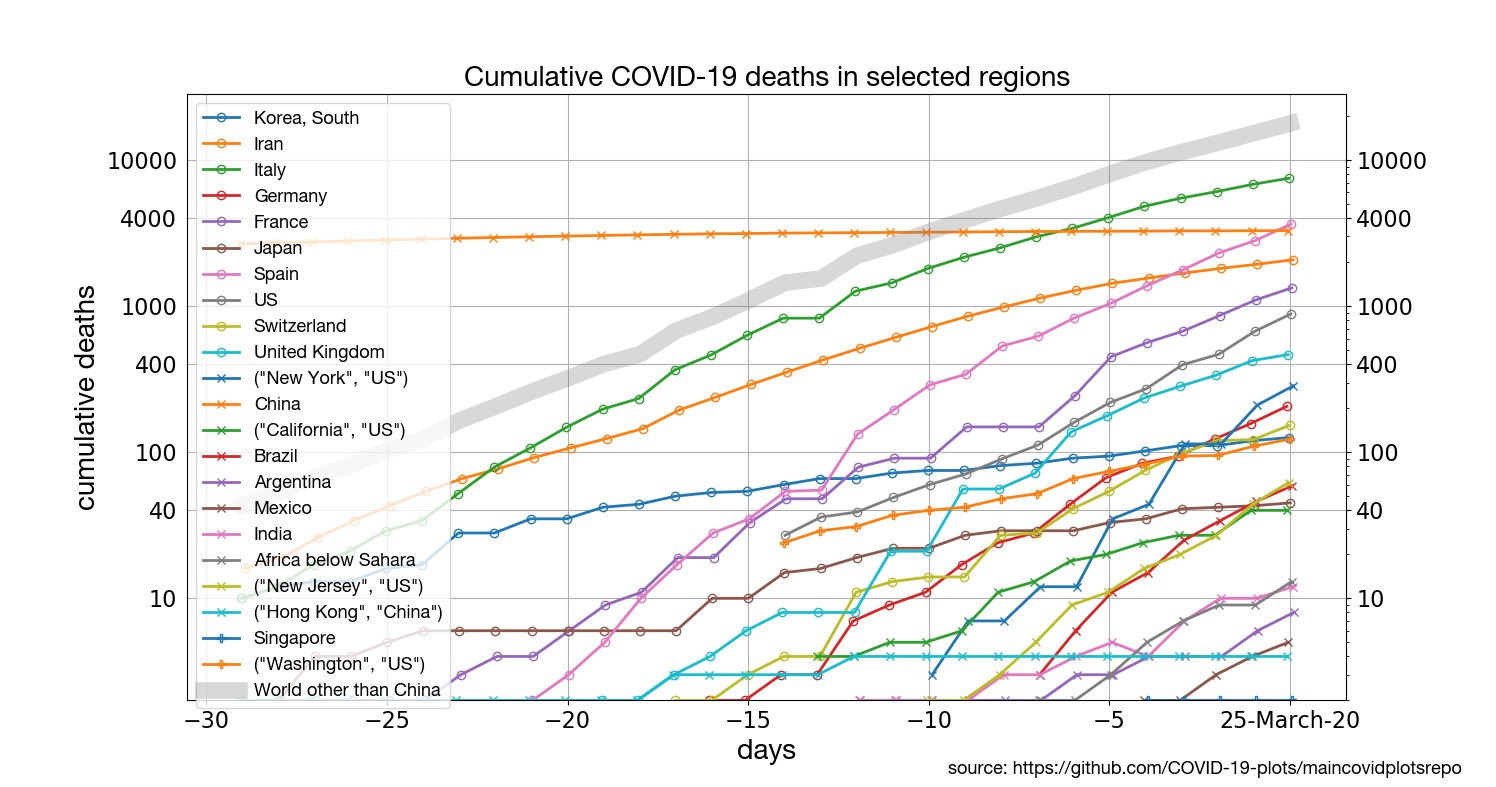 Cumulative COVID-19 deaths in selected regions
cumulative deaths
10000
4000
1000
400
100
40
10
Korea, South
Iran
Italy
Germany
France
Japan
Spain
US
Switzerland
United Kingdom
("New York", "US")
China
("California", "US")
Brazil
Argentina
Mexico
India
Africa below Sahara
("New Jersey", "US")
("Hong Kong", "China")
Singapore
("Washington", "US")
World other than China
10000
4000
1000
400
100
40
10
−30 −25 −20 −15 −10 −5 25-March-20
days
source: https://github.com/COVID-19-plots/maincovidplotsrepo